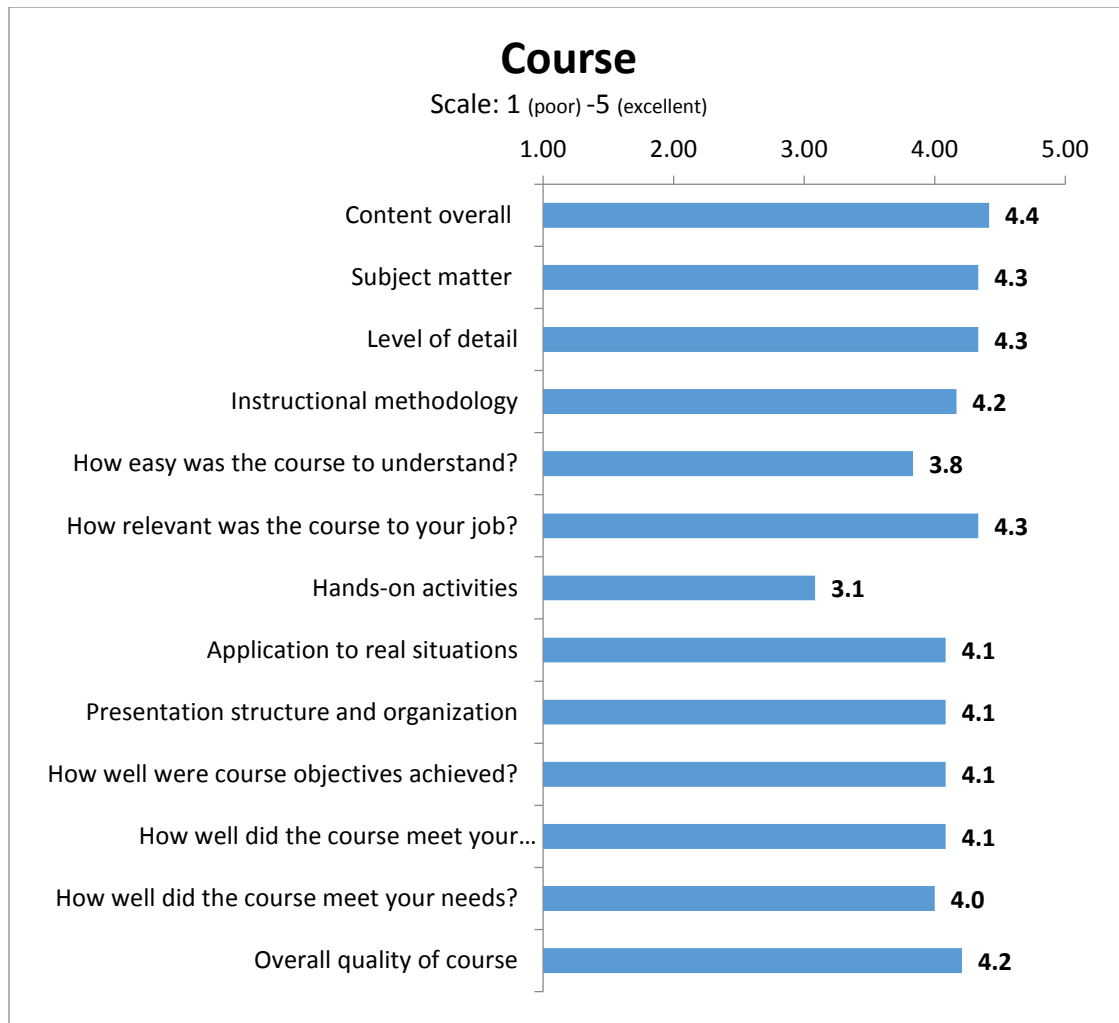 Course
Scale: 1 (poor) -5 (excellent)
1.00 2.00 3.00 4.00 5.00
Content overall 4.4
Subject matter 4.3
Level of detail 4.3
Instructional methodology 4.2
How easy was the course to understand? 3.8
How relevant was the course to your job? 4.3
Hands-on activities 3.1
Application to real situations 4.1
Presentation structure and organization 4.1
How well were course objectives achieved? 4.1
How well did the course meet your… 4.1
How well did the course meet your needs? 4.0
Overall quality of course 4.2